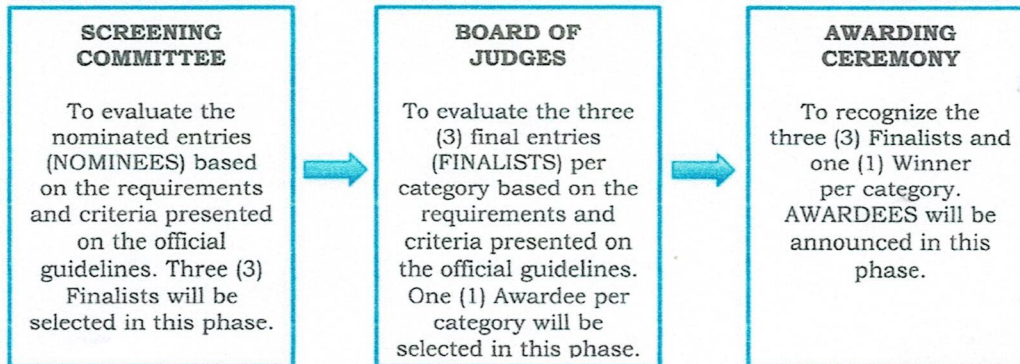 SCREENING
COMMITTEE
To evaluate the
nominated entries
(NOMINEES) based
on the requirements
and criteria presented
on the official
guidelines. Three (3)
Finalists will be
selected in this phase.
BOARD OF
JUDGES
To evaluate the three
(3) final entries
(FINALISTS) per
category based on the
requirements and
criteria presented on
the official guidelines.
One (1) Awardee per
category will be
selected in this phase.
AWARDING
CEREMONY
To recognize the
three (3) Finalists and
one (1) Winner
per category.
AWARDEES will be
announced in this
phase.